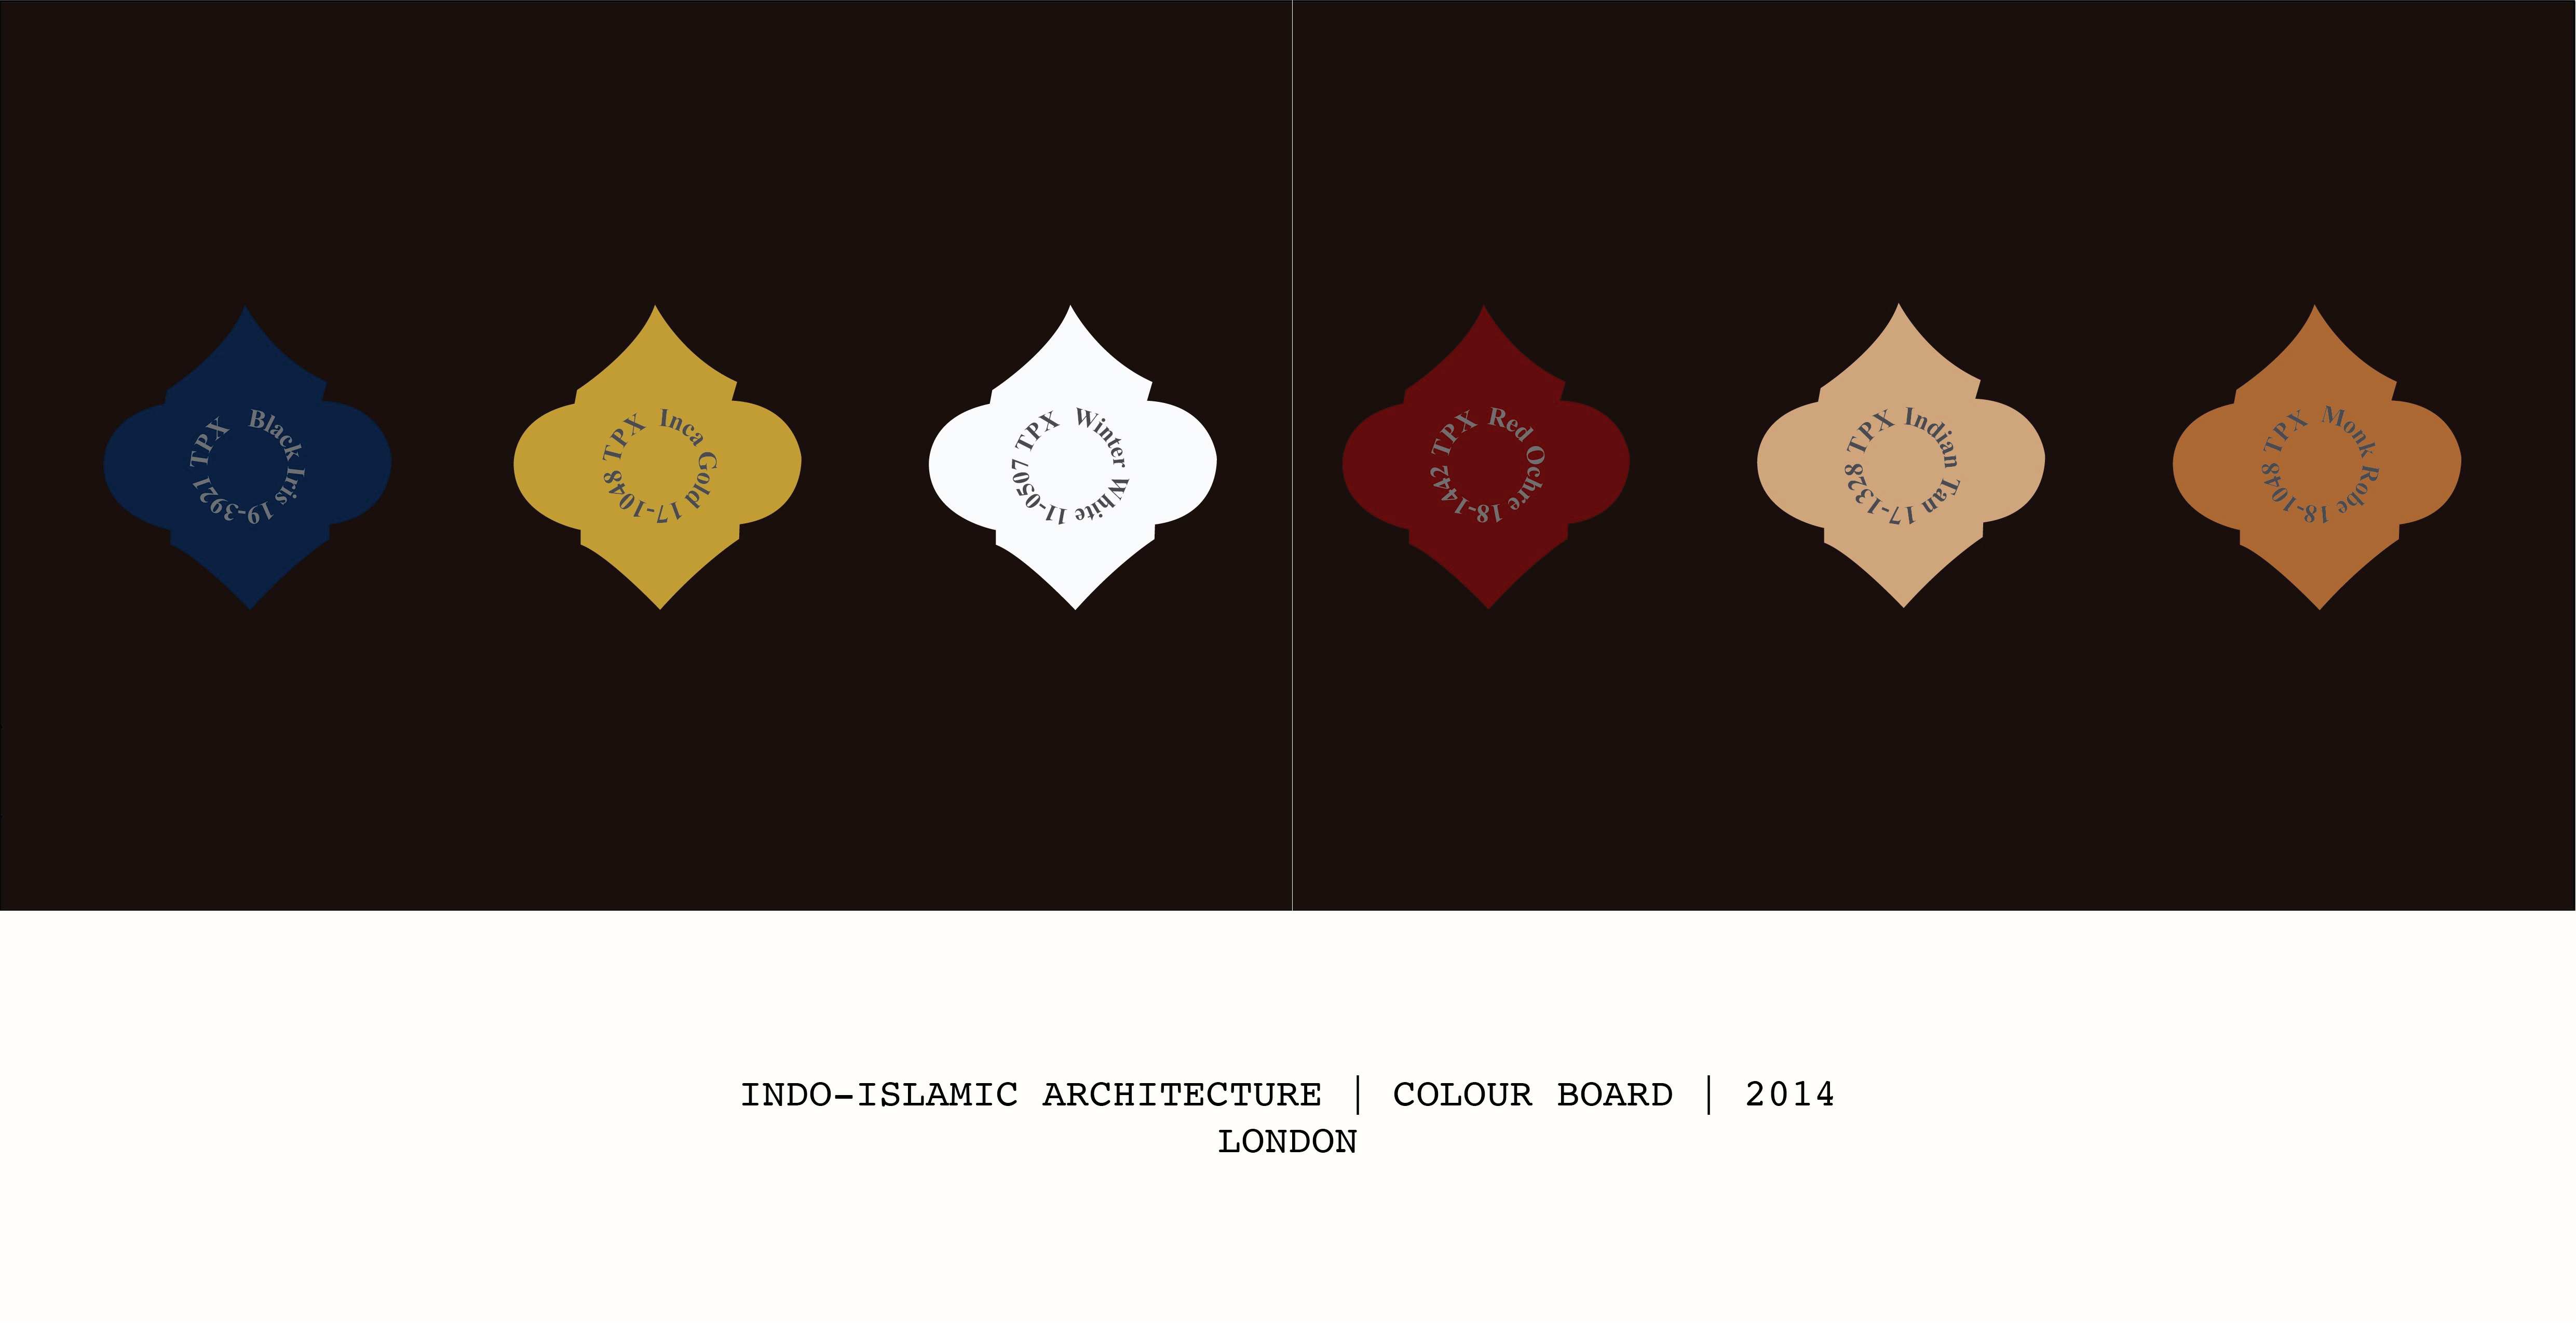 Black Iris 19-3921 TPX
Inca Gold 17-1048 TPX
Winter White 11-0507 TPX
Red Ochre 18-1442 TPX
Indian Tan 17-1328 TPX
Monk Robe 18-1048 TPX
INDO-ISLAMIC ARCHITECTURE | COLOUR BOARD | 2014
LONDON